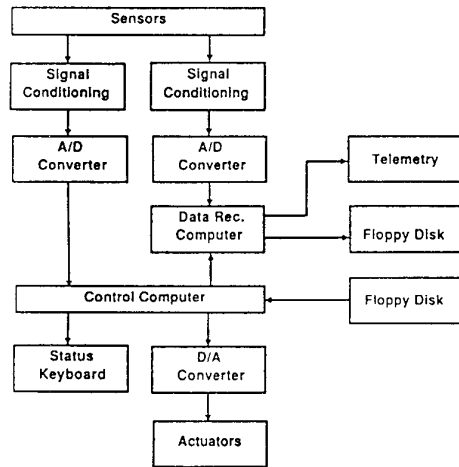 Sensors
Signal
Conditioning
Signal
Conditioning
A/D
Converter
A/D
Converter
Telemetry
Data Rec.
Computer
Floppy Disk
Control Computer
Floppy Disk
Status
Keyboard
D/A
Converter
Actuators